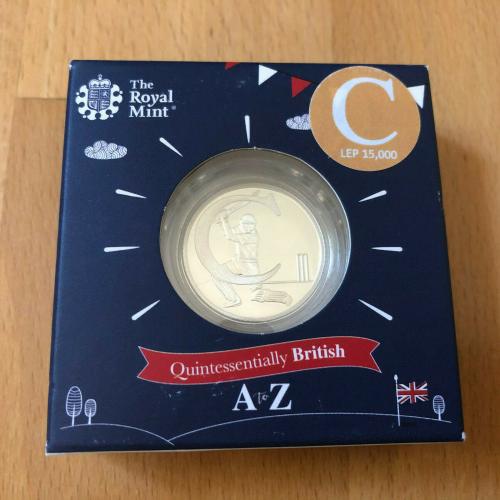 The
Royal
Mint®
C
LEP 15,000
C
Quintessentially British
A to Z